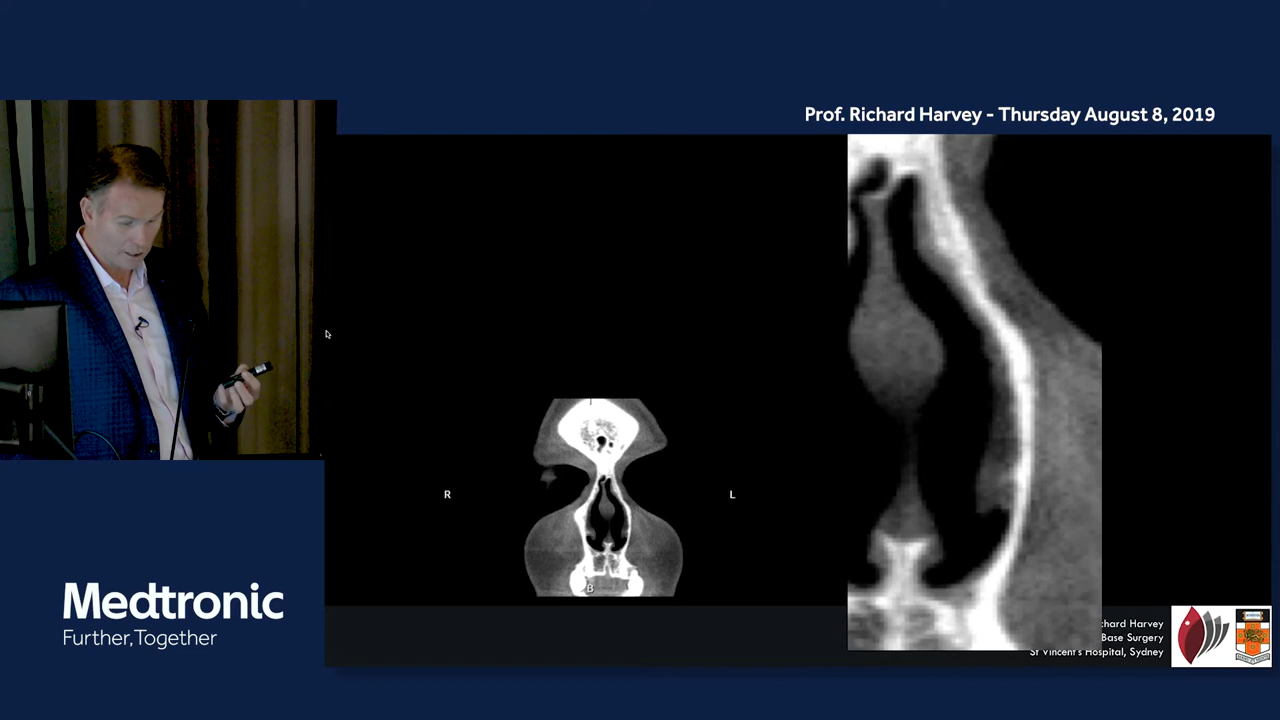 Prof. Richard Harvey - Thursday August 8, 2019
R
L
B
Medtronic
Further, Together
chard Harvey
Base Surgery
St Vincent's Hospital, Sydney